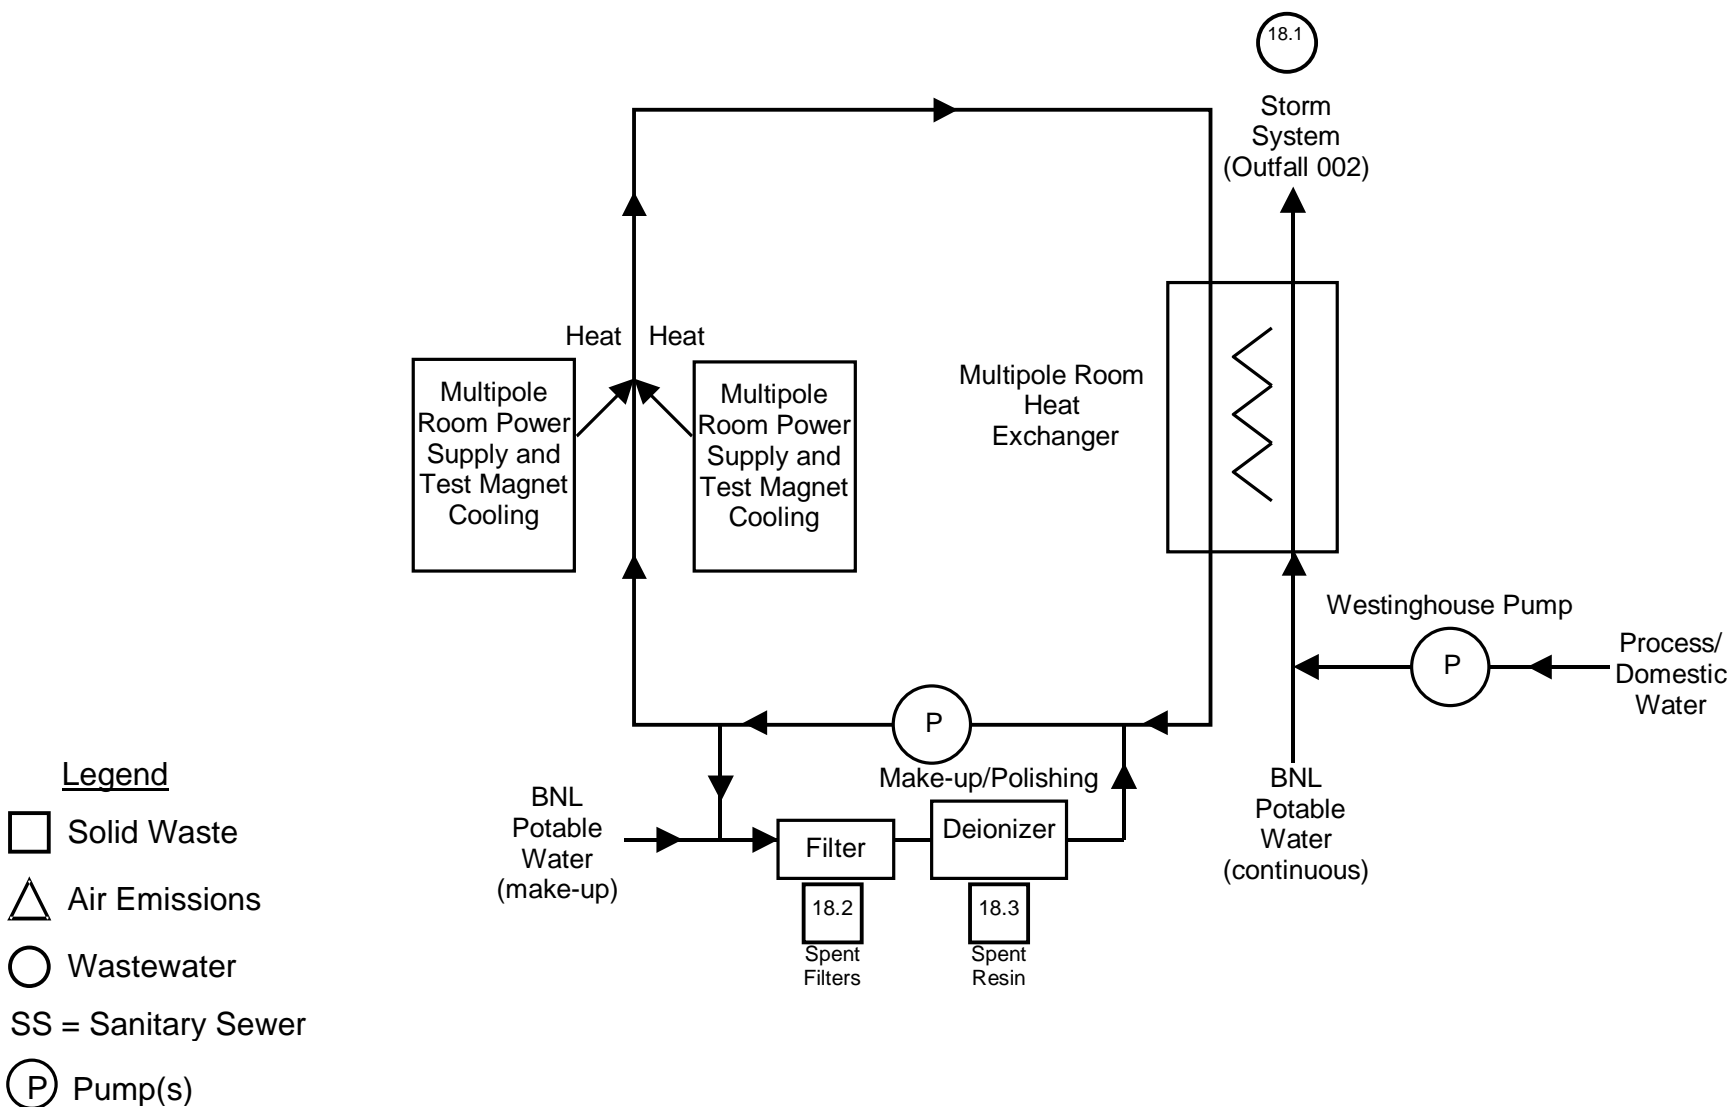 18.1
Storm
System
(Outfall 002)
Heat
Heat
Multipole
Room Power
Supply and
Test Magnet
Cooling
Multipole
Room Power
Supply and
Test Magnet
Cooling
Multipole Room
Heat
Exchanger
Westinghouse Pump
P
Process/
Domestic
Water
P
Make-up/Polishing
BNL
Potable
Water
(make-up)
Filter
Deionizer
BNL
Potable
Water
(continuous)
18.2
Spent
Filters
18.3
Spent
Resin
Legend
Solid Waste
Air Emissions
Wastewater
SS = Sanitary Sewer
P Pump(s)